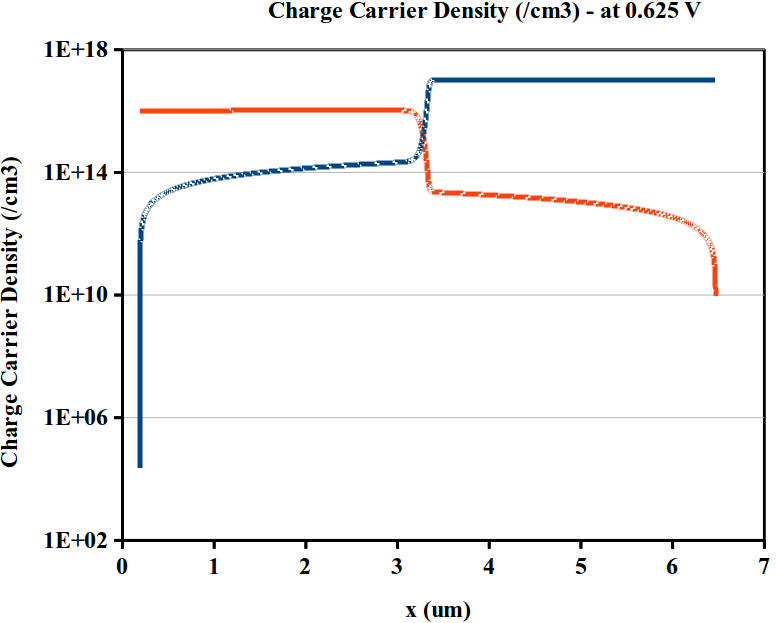 Charge Carrier Density (/cm3) - at 0.625 V
Charge Carrier Density (/cm3)
1E+18
1E+14
1E+10
1E+06
1E+02
0 1 2 3 4 5 6 7
x (um)